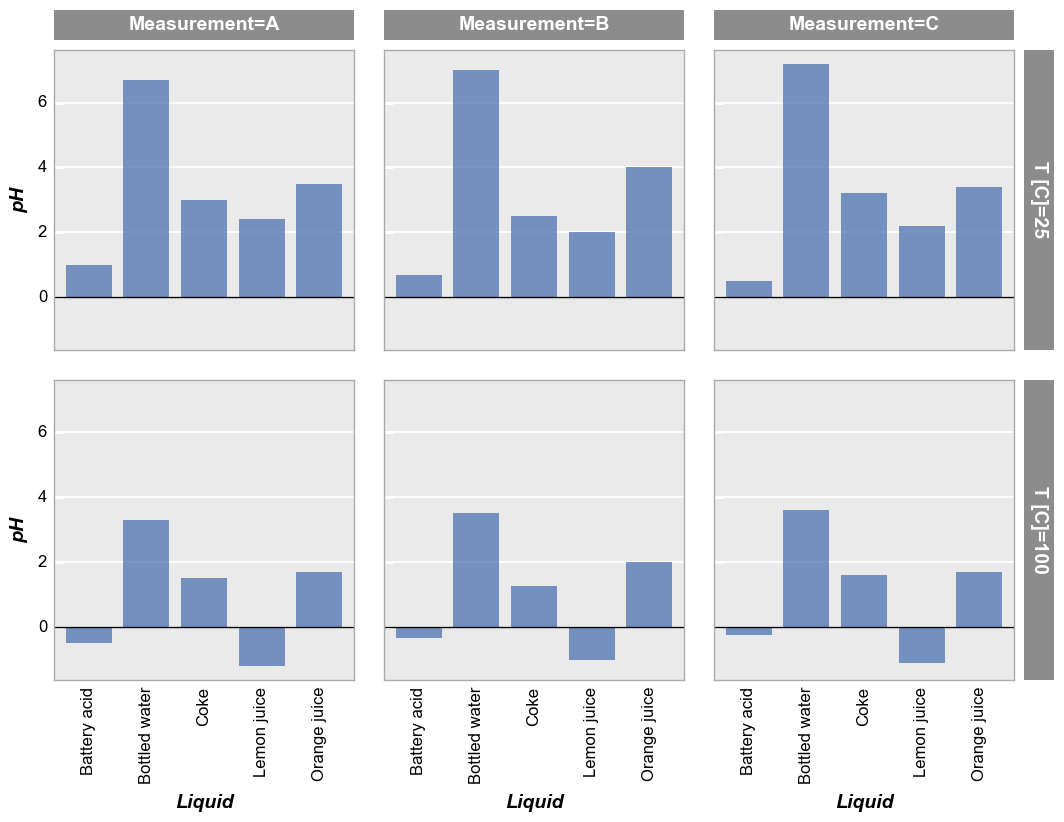 Measurement=A Measurement=B Measurement=C
6
4
2
0
pH
T [C]=25
6
4
2
0
pH
T [C]=100
Battery acid Bottled water Coke Lemon juice Orange juice Battery acid Bottled water Coke Lemon juice Orange juice Battery acid Bottled water Coke Lemon juice Orange juice
Liquid Liquid Liquid